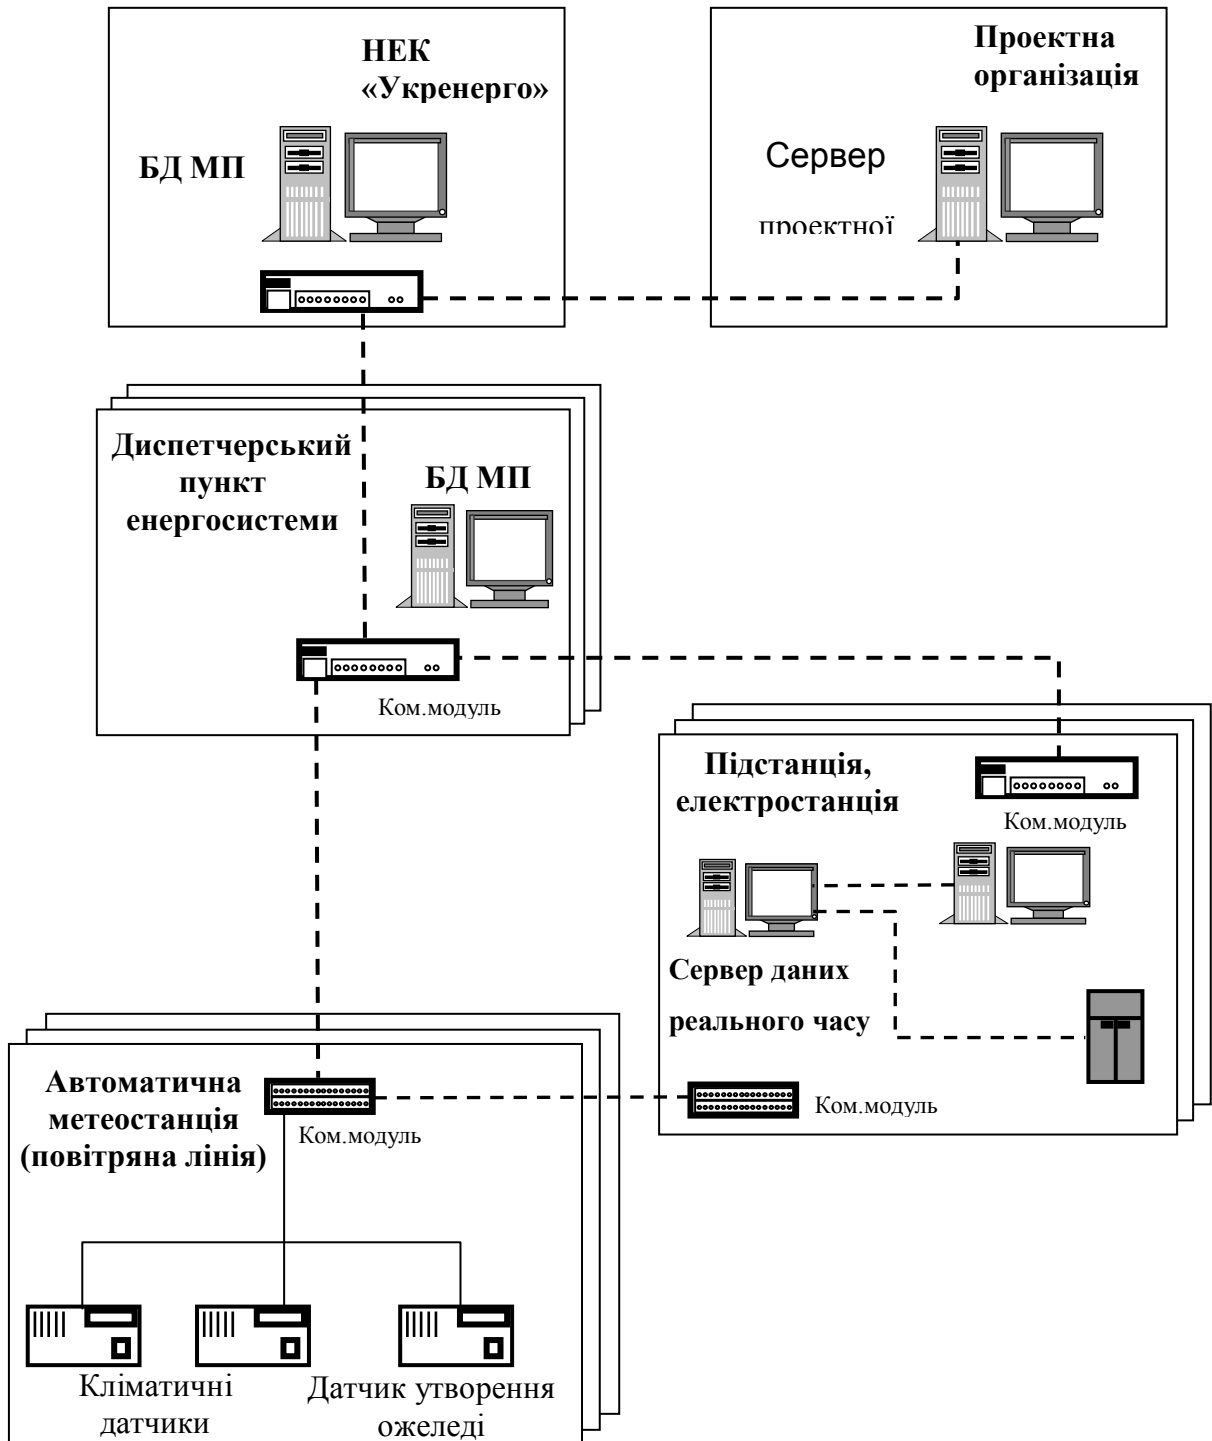 НЕК
«Укренерго»
БД МП
Проектна
організація
Сервер
проектної
Диспетчерський
пункт
енергосистеми
БД МП
Ком.модуль
Підстанція,
електростанція
Ком.модуль
Сервер даних
реального часу
Ком.модуль
Автоматична
метеостанція
(повітряна лінія)
Ком.модуль
Кліматичні
датчики
Датчик утворення
ожеледі